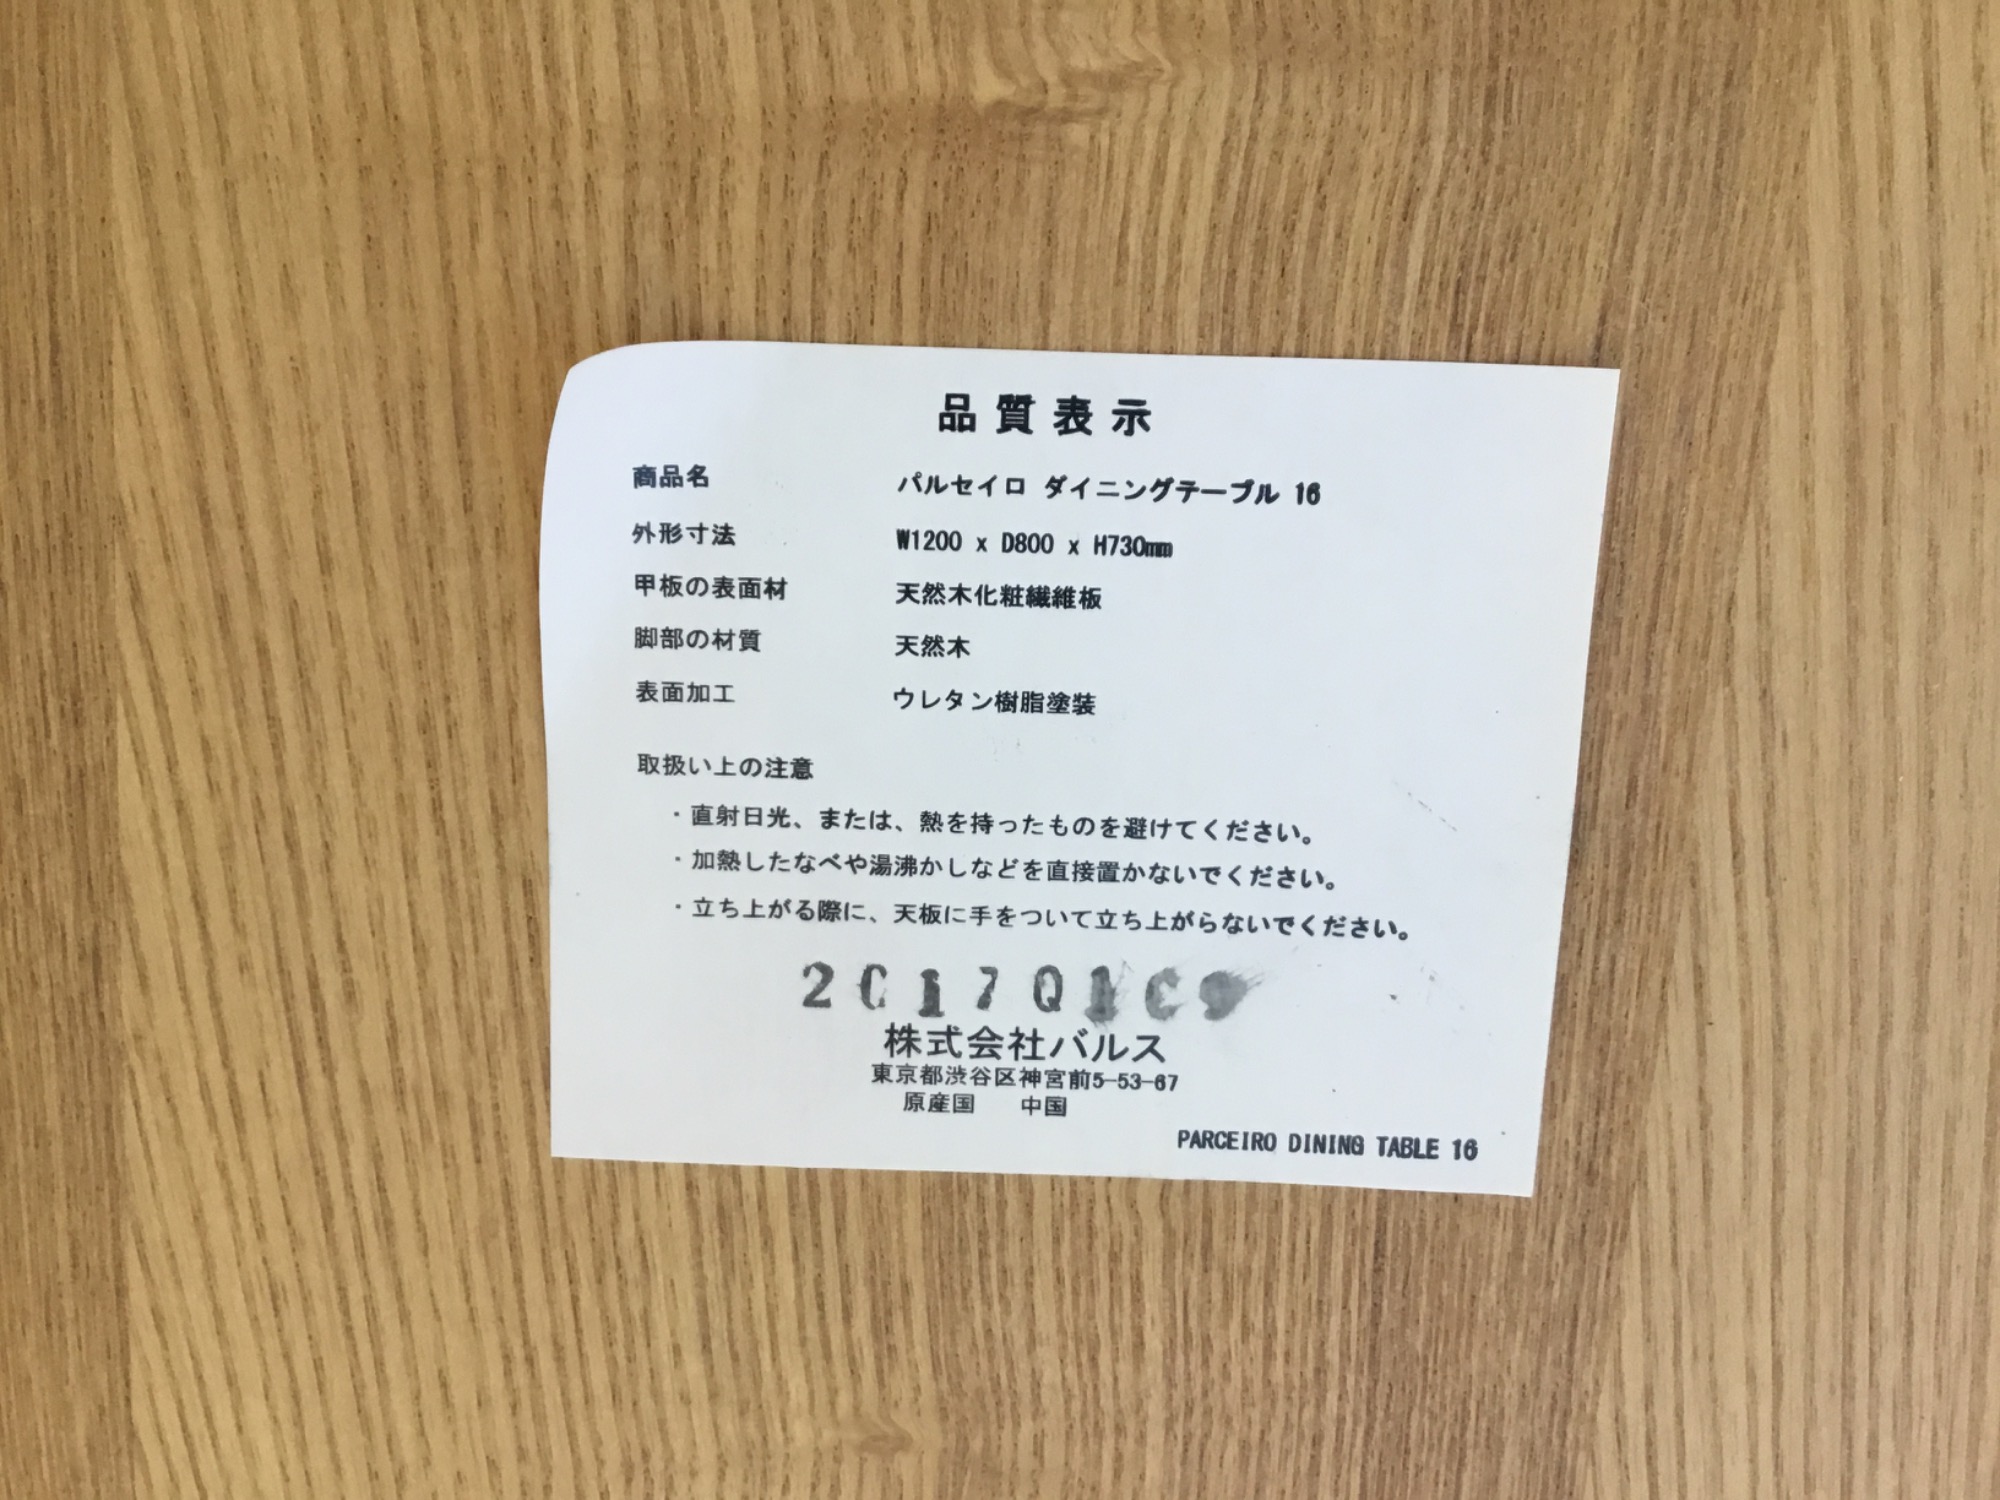 品質表示
商品名 パルセイロ ダイニングテーブル 16
外形寸法 W1200 x D800 x H730mm
甲板の表面材 天然木化粧繊維板
脚部の材質 天然木
表面加工 ウレタン樹脂塗装
取扱い上の注意
・直射日光、または、熱を持ったものを避けてください。
・加熱したなべや湯沸かしなどを直接置かないでください。
・立ち上がる際に、天板に手をついて立ち上がらないでください。
株式会社バルス
東京都渋谷区神宮前5-53-67
原産国 中国
PARCEIRO DINING TABLE 16